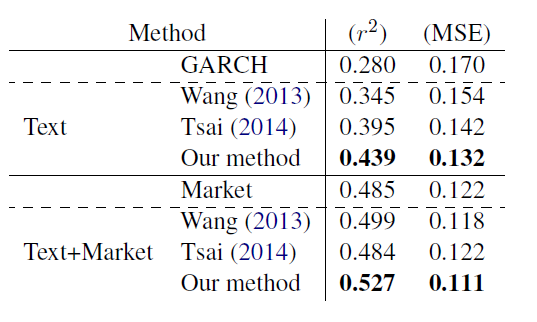 Method (r²) (MSE)
GARCH 0.280 0.170
Wang (2013) 0.345 0.154
Text Tsai (2014) 0.395 0.142
Our method 0.439 0.132
Market 0.485 0.122
Wang (2013) 0.499 0.118
Text+Market Tsai (2014) 0.484 0.122
Our method 0.527 0.111